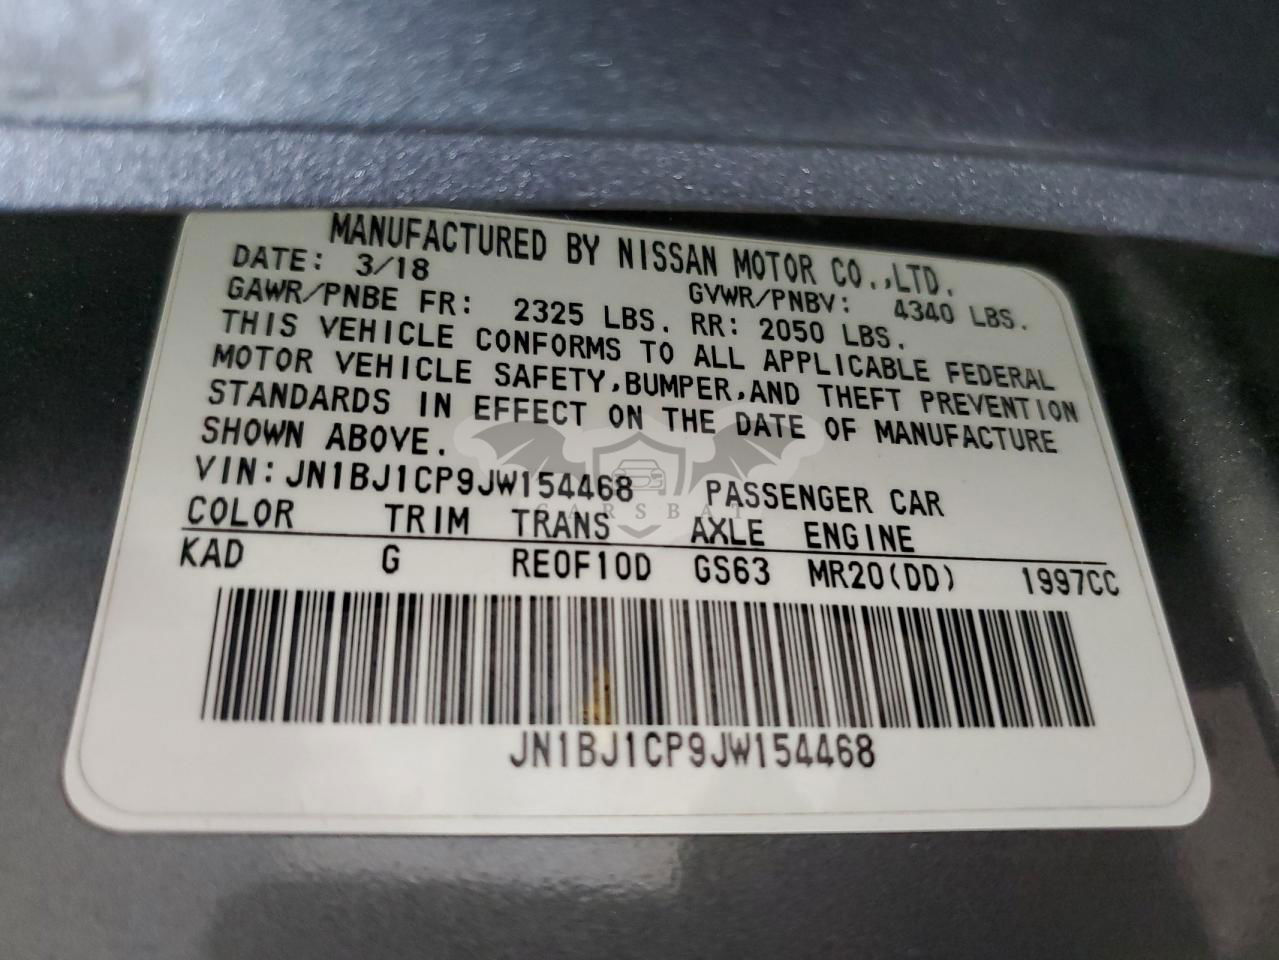 MANUFACTURED BY NISSAN MOTOR CO.,LTD.
DATE: 3/18 GVWR/PNBV: 4340 LBS.
GAWR/PNBE FR: 2325 LBS. RR: 2050 LBS.
THIS VEHICLE CONFORMS TO ALL APPLICABLE FEDERAL
MOTOR VEHICLE SAFETY,BUMPER,AND THEFT PREVENTION
STANDARDS IN EFFECT ON THE DATE OF MANUFACTURE
SHOWN ABOVE.
VIN:JN1BJ1CP9JW154468 PASSENGER CAR
CARSBAT
COLOR TRIM TRANS AXLE ENGINE
KAD G RE0F10D GS63 MR20(DD) 1997CC
JN1BJ1CP9JW154468